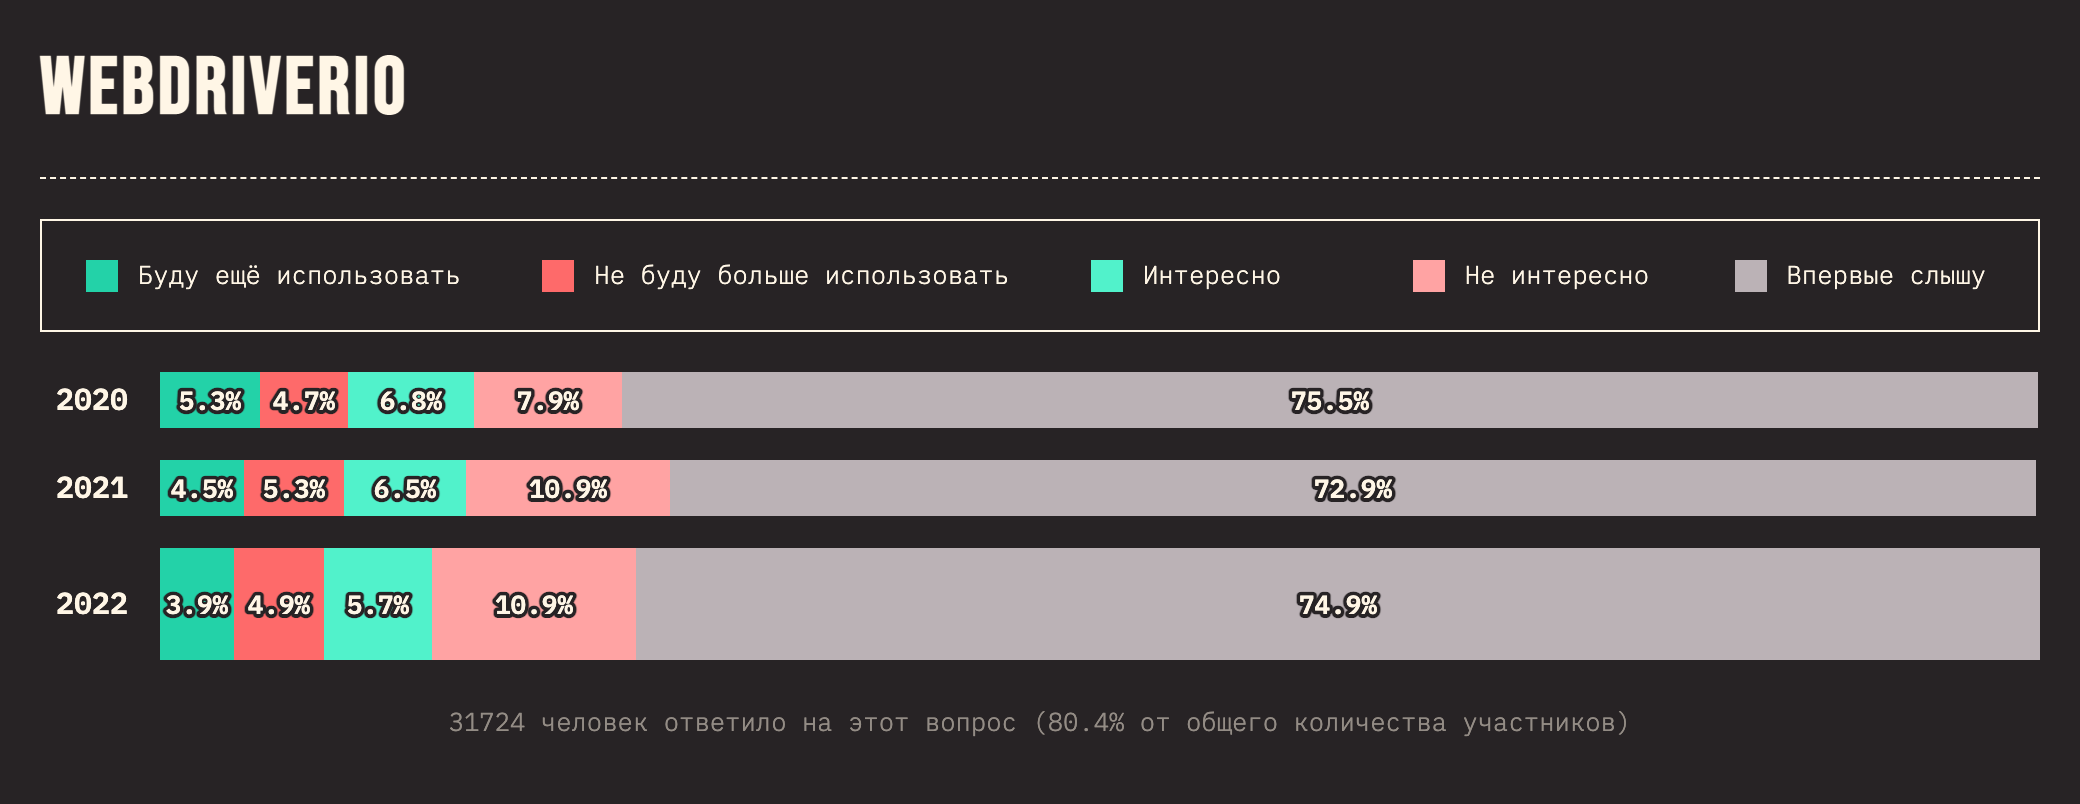 WEBDRIVERIO
Буду ещё использовать Не буду больше использовать Интересно Не интересно Впервые слышу
2020 5.3% 4.7% 6.8% 7.9% 75.5%
2021 4.5% 5.3% 6.5% 10.9% 72.9%
2022 3.9% 4.9% 5.7% 10.9% 74.9%
31724 человек ответило на этот вопрос (80.4% от общего количества участников)